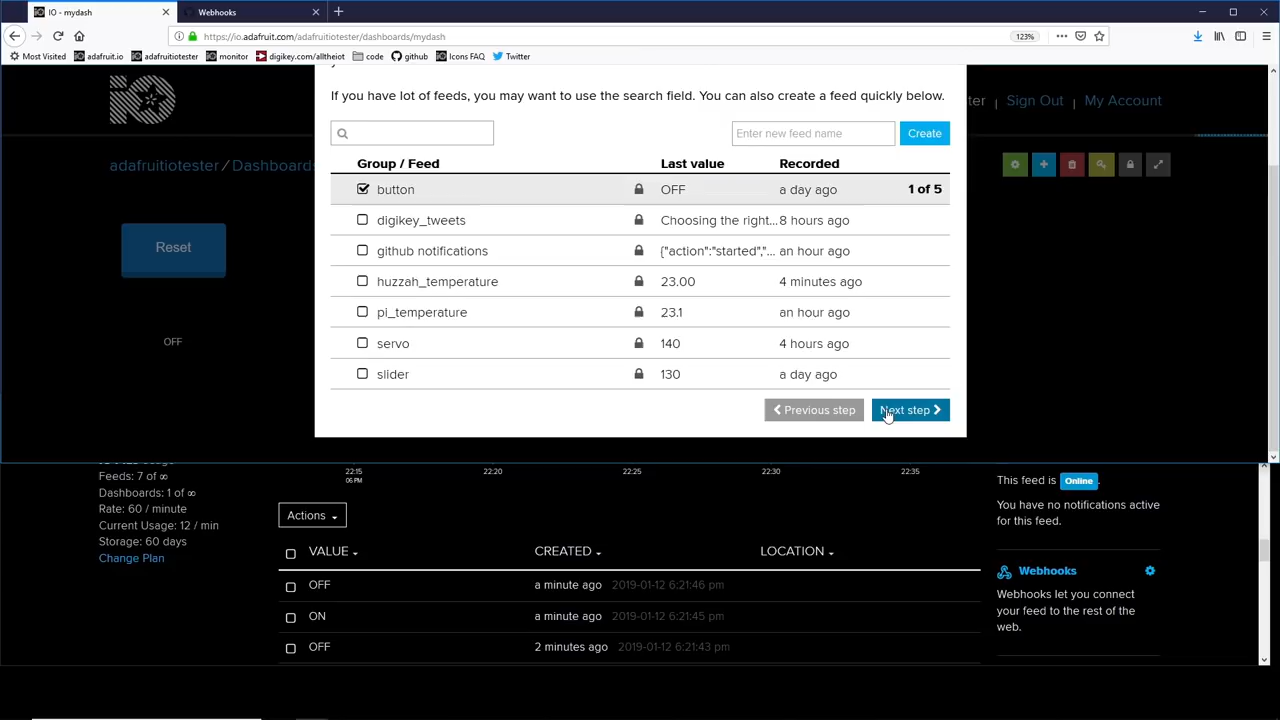 IO - mydash
Webhooks
https://io.adafruit.com/adafruitiotester/dashboards/mydash
123%
Most Visited
adafruit.io
adafruitiotester
monitor
digikey.com/alltheiot
code
github
Icons FAQ
Twitter
If you have lot of feeds, you may want to use the search field. You can also create a feed quickly below.
ter | Sign Out | My Account
Enter new feed name
Create
adafruitiotester / Dashboards
Group / Feed Last value Recorded
button OFF a day ago 1 of 5
digikey_tweets Choosing the right... 8 hours ago
github notifications {"action":"started","... an hour ago
huzzah_temperature 23.00 4 minutes ago
pi_temperature 23.1 an hour ago
servo 140 4 hours ago
slider 130 a day ago
Reset
OFF
Previous step
Next step
Feeds: 7 of ∞
Dashboards: 1 of ∞
Rate: 60 / minute
Current Usage: 12 / min
Storage: 60 days
Change Plan
22:15 22:20 22:25 22:30 22:35
06 PM
Actions
VALUE CREATED LOCATION
OFF a minute ago 2019-01-12 6:21:46 pm
ON a minute ago 2019-01-12 6:21:45 pm
OFF 2 minutes ago 2019-01-12 6:21:43 pm
This feed is Online.
You have no notifications active
for this feed.
Webhooks
Webhooks let you connect
your feed to the rest of the
web.